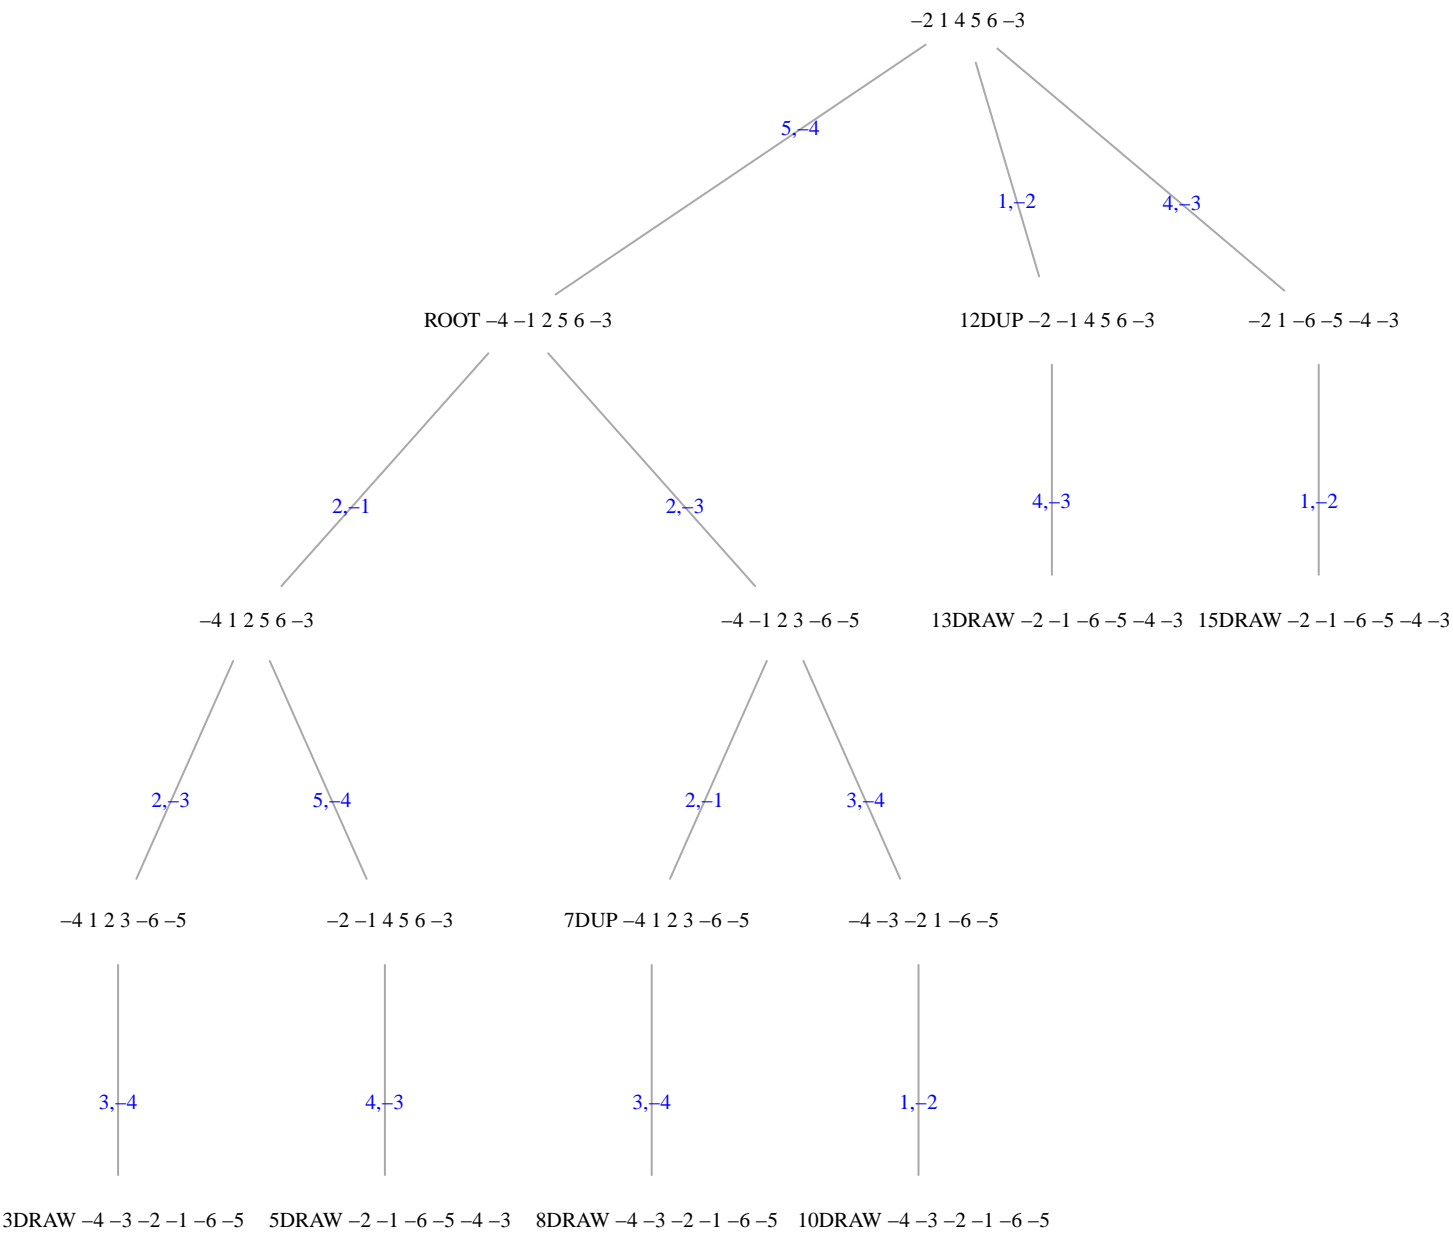 –2 1 4 5 6 –3
5,–4
1,–2
4,–3
ROOT –4 –1 2 5 6 –3
12DUP –2 –1 4 5 6 –3
–2 1 –6 –5 –4 –3
2,–1
2,–3
4,–3
1,–2
–4 1 2 5 6 –3
–4 –1 2 3 –6 –5
13DRAW –2 –1 –6 –5 –4 –3
15DRAW –2 –1 –6 –5 –4 –3
2,–3
5,–4
2,–1
3,–4
–4 1 2 3 –6 –5
–2 –1 4 5 6 –3
7DUP –4 1 2 3 –6 –5
–4 –3 –2 1 –6 –5
3,–4
4,–3
3,–4
1,–2
3DRAW –4 –3 –2 –1 –6 –5
5DRAW –2 –1 –6 –5 –4 –3
8DRAW –4 –3 –2 –1 –6 –5
10DRAW –4 –3 –2 –1 –6 –5